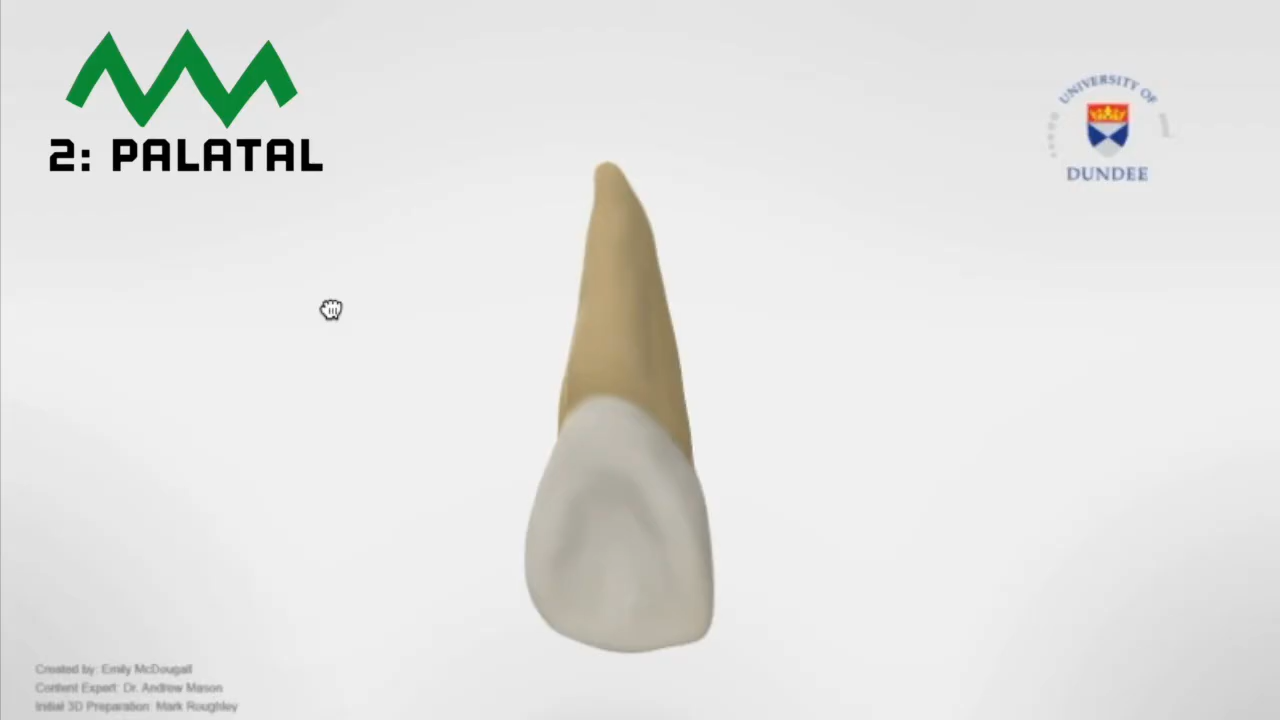 2: PALATAL
UNIVERSITY OF
DUNDEE
Created by: Emily McDougall
Content Expert: Dr. Andrew Mason
Initial 3D Preparation: Mark Roughley